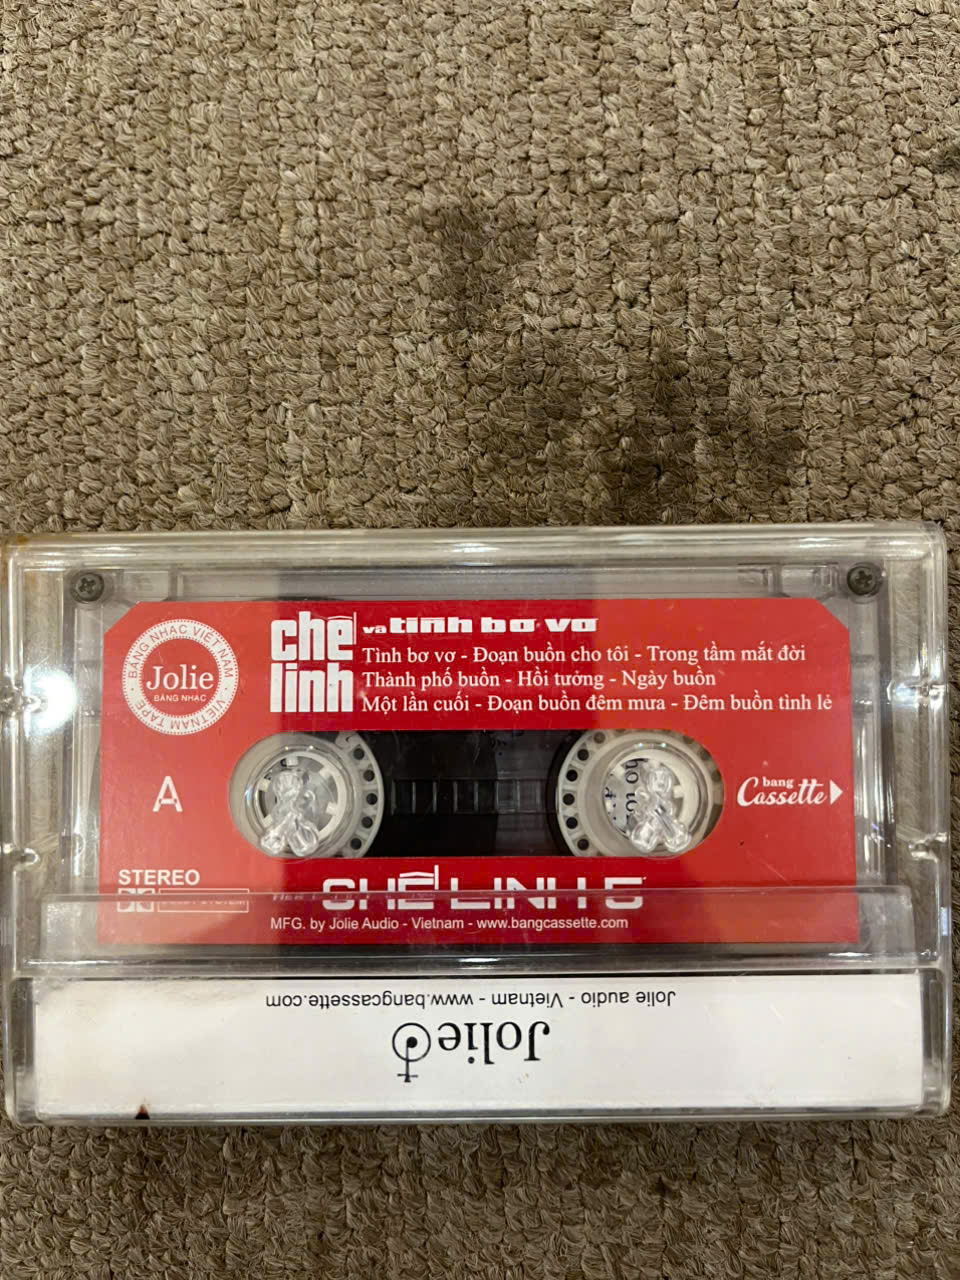 chế linh
và tình bơ vơ
Tình bơ vơ - Đoạn buồn cho tôi - Trong tầm mắt đời
Thành phố buồn - Hồi tưởng - Ngày buồn
Một lần cuối - Đoạn buồn đêm mưa - Đêm buồn tỉnh lẻ
BĂNG NHẠC VIỆT NAM
Jolie
BĂNG NHẠC
VIETNAM TAPE
A
bang
Cassette
STEREO
CHẾ LINH 5
MFG. by Jolie Audio - Vietnam - www.bangcassette.com
Jolie
Jolie audio - Vietnam - www.bangcassette.com